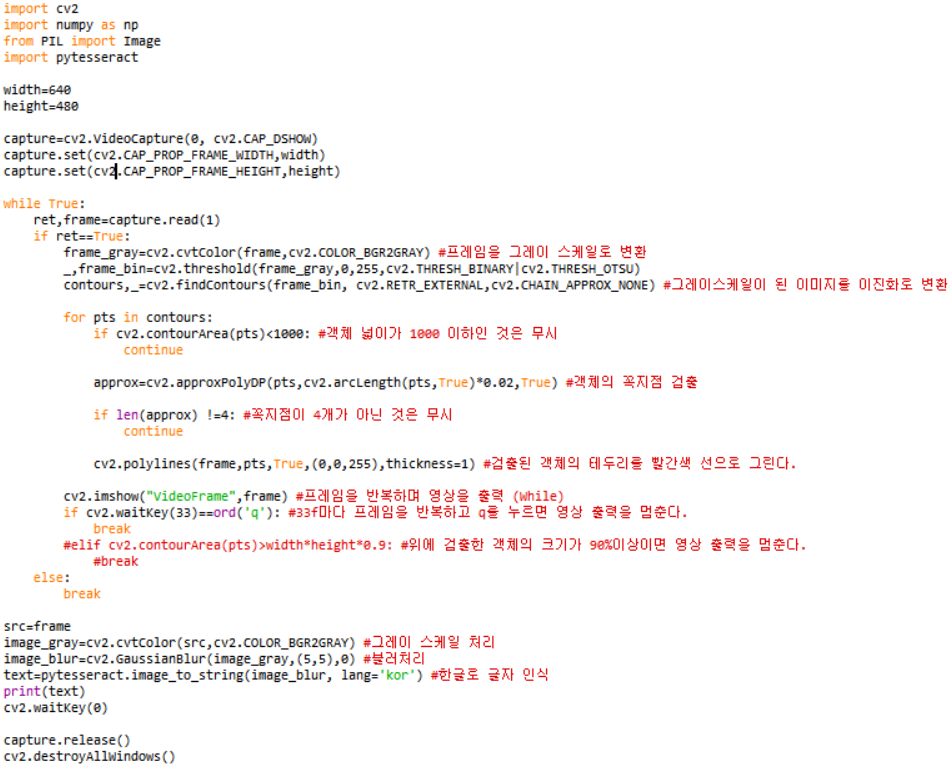 import cv2
import numpy as np
from PIL import Image
import pytesseract

width=640
height=480

capture=cv2.VideoCapture(0, cv2.CAP_DSHOW)
capture.set(cv2.CAP_PROP_FRAME_WIDTH,width)
capture.set(cv2.CAP_PROP_FRAME_HEIGHT,height)

while True:
    ret,frame=capture.read(1)
    if ret==True:
        frame_gray=cv2.cvtColor(frame,cv2.COLOR_BGR2GRAY) #프레임을 그레이 스케일로 변환
        _,frame_bin=cv2.threshold(frame_gray,0,255,cv2.THRESH_BINARY|cv2.THRESH_OTSU)
        contours,_=cv2.findContours(frame_bin, cv2.RETR_EXTERNAL,cv2.CHAIN_APPROX_NONE) #그레이스케일이 된 이미지를 이진화로 변환

        for pts in contours:
            if cv2.contourArea(pts)<1000: #객체 넓이가 1000 이하인 것은 무시
                continue

            approx=cv2.approxPolyDP(pts,cv2.arcLength(pts,True)*0.02,True) #객체의 꼭지점 검출

            if len(approx) !=4: #꼭지점이 4개가 아닌 것은 무시
                continue

            cv2.polylines(frame,pts,True,(0,0,255),thickness=1) #검출된 객체의 테두리를 빨간색 선으로 그린다.

        cv2.imshow("VideoFrame",frame) #프레임을 반복하며 영상을 출력 (While)
        if cv2.waitKey(33)==ord('q'): #33f마다 프레임을 반복하고 q를 누르면 영상 출력을 멈춘다.
            break
        #elif cv2.contourArea(pts)>width*height*0.9: #위에 검출한 객체의 크기가 90%이상이면 영상 출력을 멈춘다.
            #break
    else:
        break

src=frame
image_gray=cv2.cvtColor(src,cv2.COLOR_BGR2GRAY) #그레이 스케일 처리
image_blur=cv2.GaussianBlur(image_gray,(5,5),0) #블러처리
text=pytesseract.image_to_string(image_blur, lang='kor') #한글로 글자 인식
print(text)
cv2.waitKey(0)

capture.release()
cv2.destroyAllWindows()